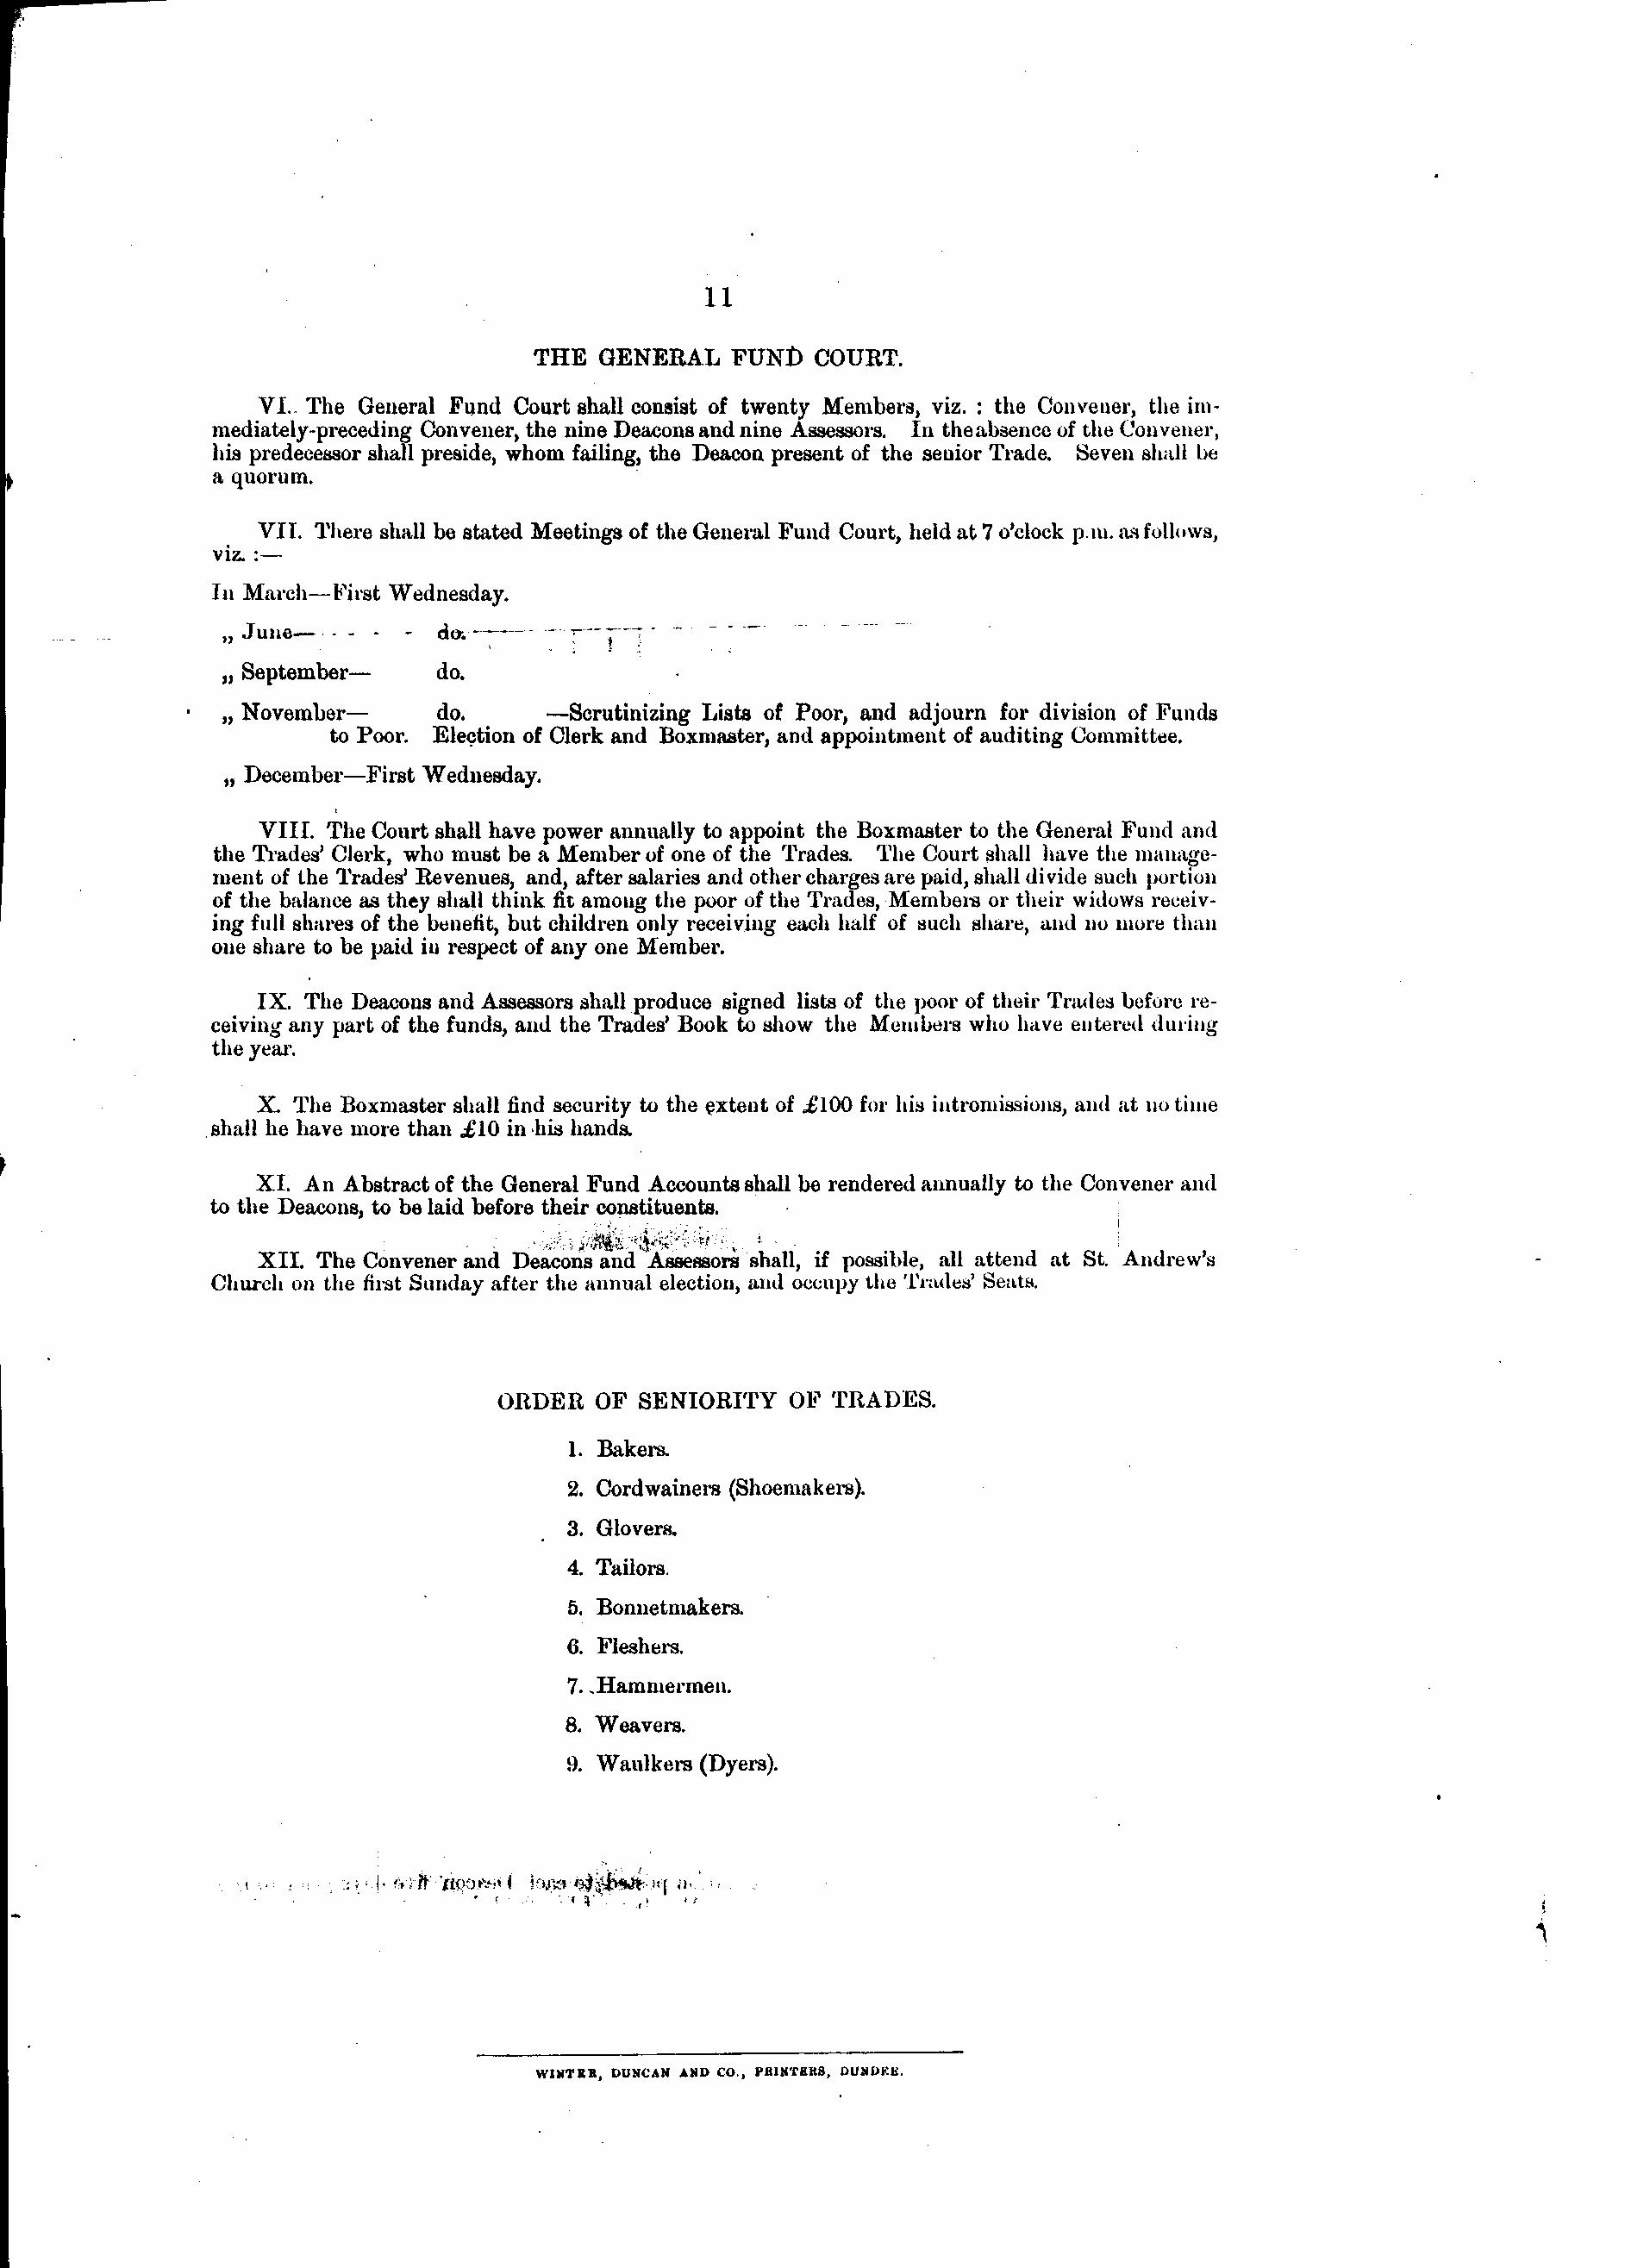 11
THE GENERAL FUND COURT.
VI. The General Fund Court shall consist of twenty Members, viz. : the Convener, the im-
mediately-preceding Convener, the nine Deacons and nine Assessors. In the absence of the Convener,
his predecessor shall preside, whom failing, the Deacon present of the senior Trade. Seven shall be
a quorum.
VII. There shall be stated Meetings of the General Fund Court, held at 7 o'clock p.m. as follows,
viz. :—
In March—First Wednesday.
„ June— do.
„ September— do.
„ November— do. —Scrutinizing Lists of Poor, and adjourn for division of Funds
to Poor. Election of Clerk and Boxmaster, and appointment of auditing Committee.
„ December—First Wednesday.
VIII. The Court shall have power annually to appoint the Boxmaster to the General Fund and
the Trades' Clerk, who must be a Member of one of the Trades. The Court shall have the manage-
ment of the Trades' Revenues, and, after salaries and other charges are paid, shall divide such portion
of the balance as they shall think fit among the poor of the Trades, Members or their widows receiv-
ing full shares of the benefit, but children only receiving each half of such share, and no more than
one share to be paid in respect of any one Member.
IX. The Deacons and Assessors shall produce signed lists of the poor of their Trades before re-
ceiving any part of the funds, and the Trades' Book to show the Members who have entered during
the year.
X. The Boxmaster shall find security to the extent of £100 for his intromissions, and at no time
shall he have more than £10 in his hands.
XI. An Abstract of the General Fund Accounts shall be rendered annually to the Convener and
to the Deacons, to be laid before their constituents.
XII. The Convener and Deacons and Assessors shall, if possible, all attend at St. Andrew's
Church on the first Sunday after the annual election, and occupy the Trades' Seats.
ORDER OF SENIORITY OF TRADES.
1. Bakers.
2. Cordwainers (Shoemakers).
3. Glovers.
4. Tailors.
5. Bonnetmakers.
6. Fleshers.
7. Hammermen.
8. Weavers.
9. Waulkers (Dyers).
WINTER, DUNCAN AND CO., PRINTERS, DUNDEE.